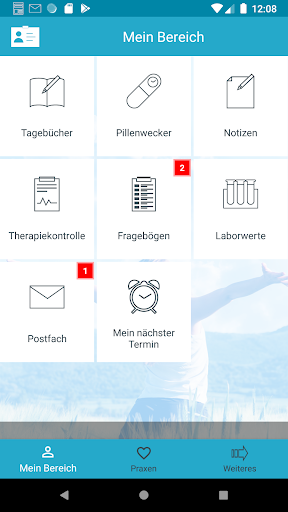 12:08
Mein Bereich
Tagebücher
Pillenwecker
Notizen
2
Therapiekontrolle
Fragebögen
Laborwerte
1
Postfach
Mein nächster
Termin
Mein Bereich
Praxen
Weiteres